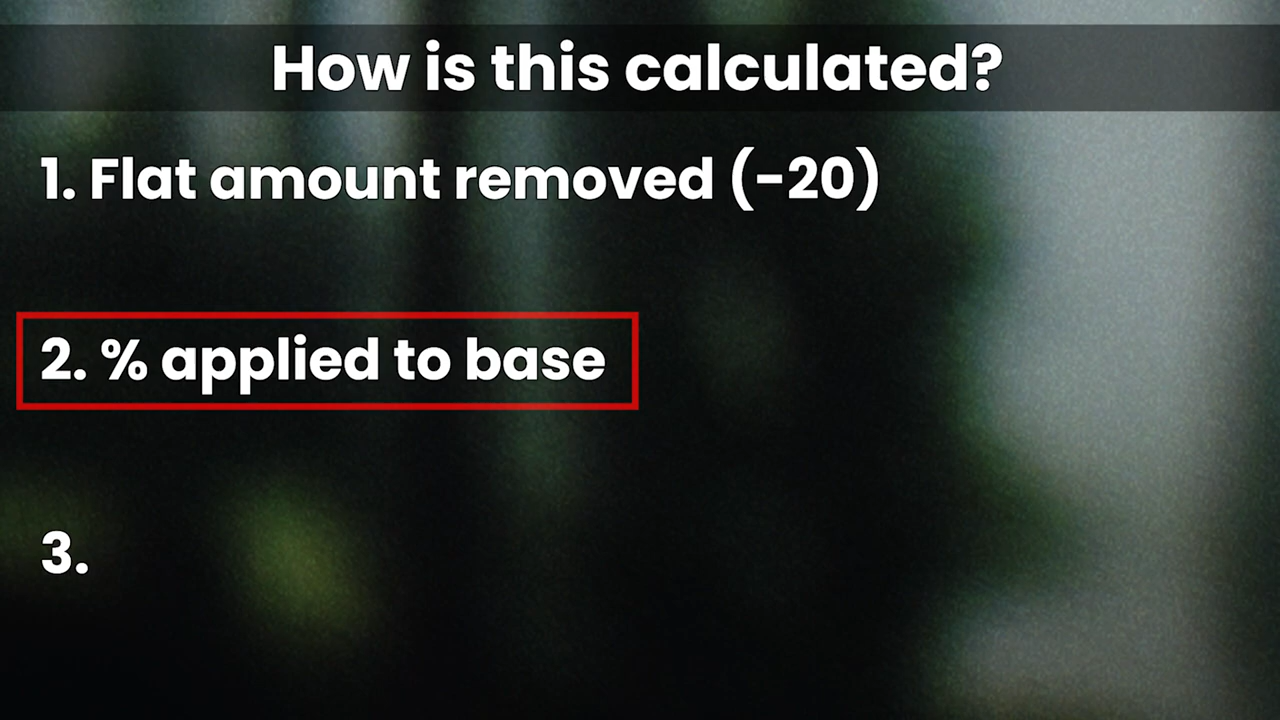 How is this calculated?
1. Flat amount removed (-20)
2. % applied to base
3.